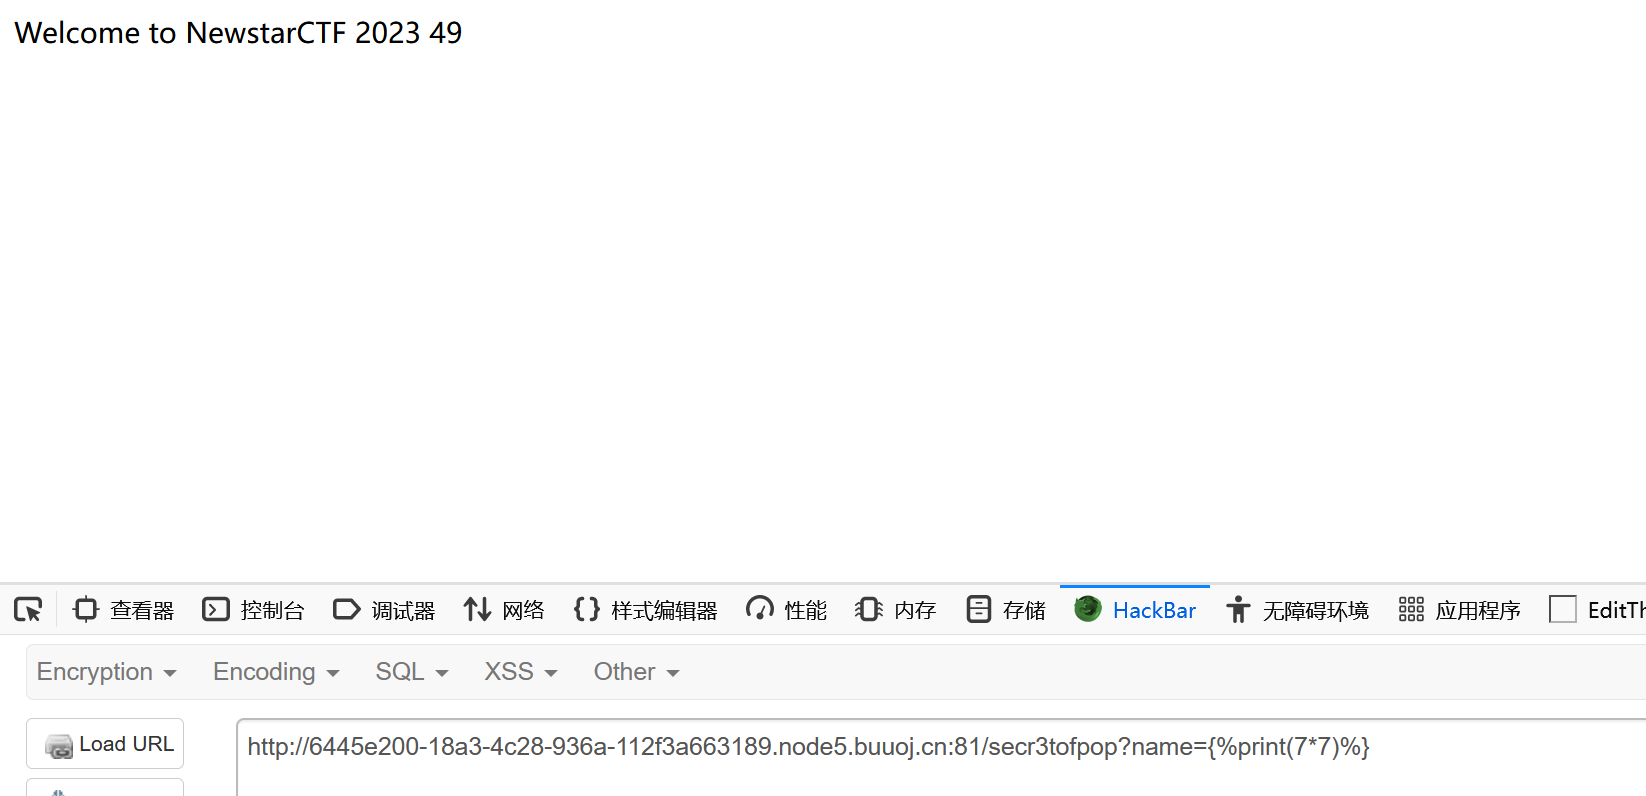 Welcome to NewstarCTF 2023 49
查看器 控制台 调试器 网络 样式编辑器 性能 内存 存储 HackBar 无障碍环境 应用程序
Encryption Encoding SQL XSS Other
Load URL http://6445e200-18a3-4c28-936a-112f3a663189.node5.buuoj.cn:81/secr3tofpop?name={%print(7*7)%}